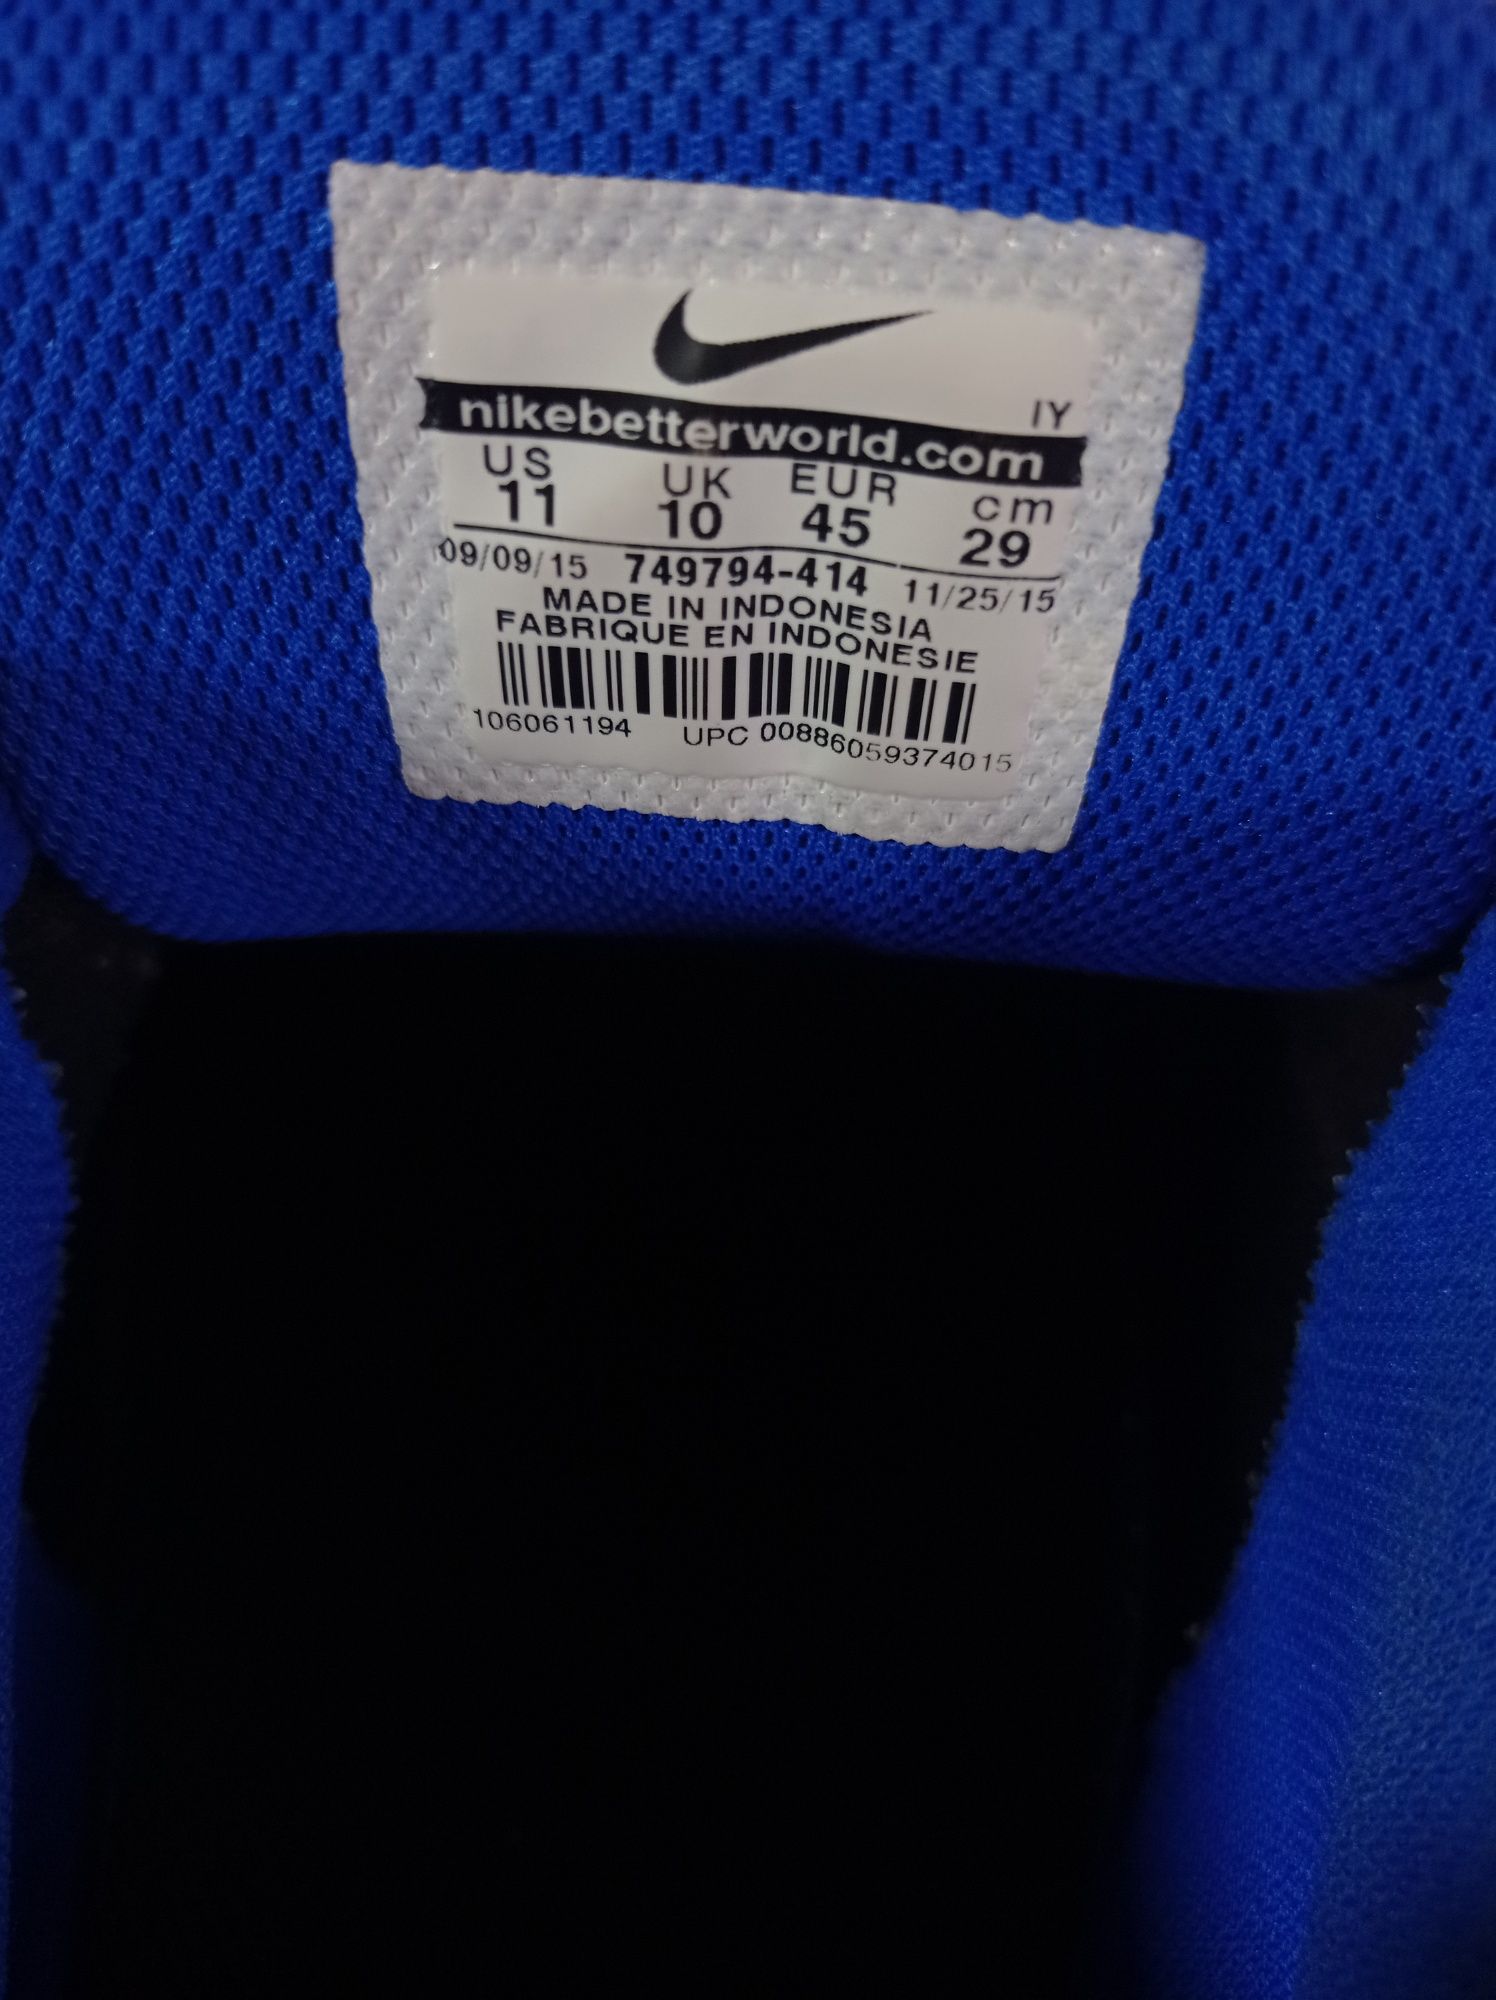 IY
nikebetterworld.com
US UK EUR cm
11 10 45 29
09/09/15 749794-414 11/25/15
MADE IN INDONESIA
FABRIQUE EN INDONESIE
106061194 UPC 00886059374015